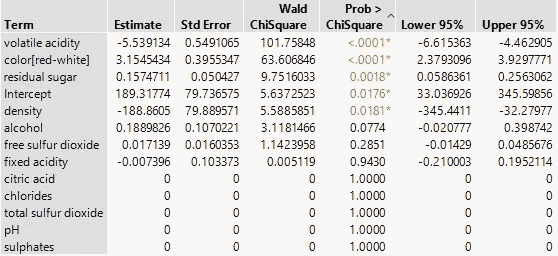 Wald Prob >
Term Estimate Std Error ChiSquare ChiSquare ^ Lower 95% Upper 95%
volatile acidity -5.539134 0.5491065 101.75848 <.0001* -6.615363 -4.462905
color[red-white] 3.1545434 0.3955347 63.606846 <.0001* 2.3793096 3.9297771
residual sugar 0.1574711 0.050427 9.7516033 0.0018* 0.0586361 0.2563062
Intercept 189.31774 79.736575 5.6372523 0.0176* 33.036926 345.59856
density -188.8605 79.889571 5.5885851 0.0181* -345.4411 -32.27977
alcohol 0.1889826 0.1070221 3.1181466 0.0774 -0.020777 0.398742
free sulfur dioxide 0.017139 0.0160353 1.1423958 0.2851 -0.01429 0.0485676
fixed acidity -0.007396 0.103373 0.005119 0.9430 -0.210003 0.1952114
citric acid 0 0 0 1.0000 0 0
chlorides 0 0 0 1.0000 0 0
total sulfur dioxide 0 0 0 1.0000 0 0
pH 0 0 0 1.0000 0 0
sulphates 0 0 0 1.0000 0 0